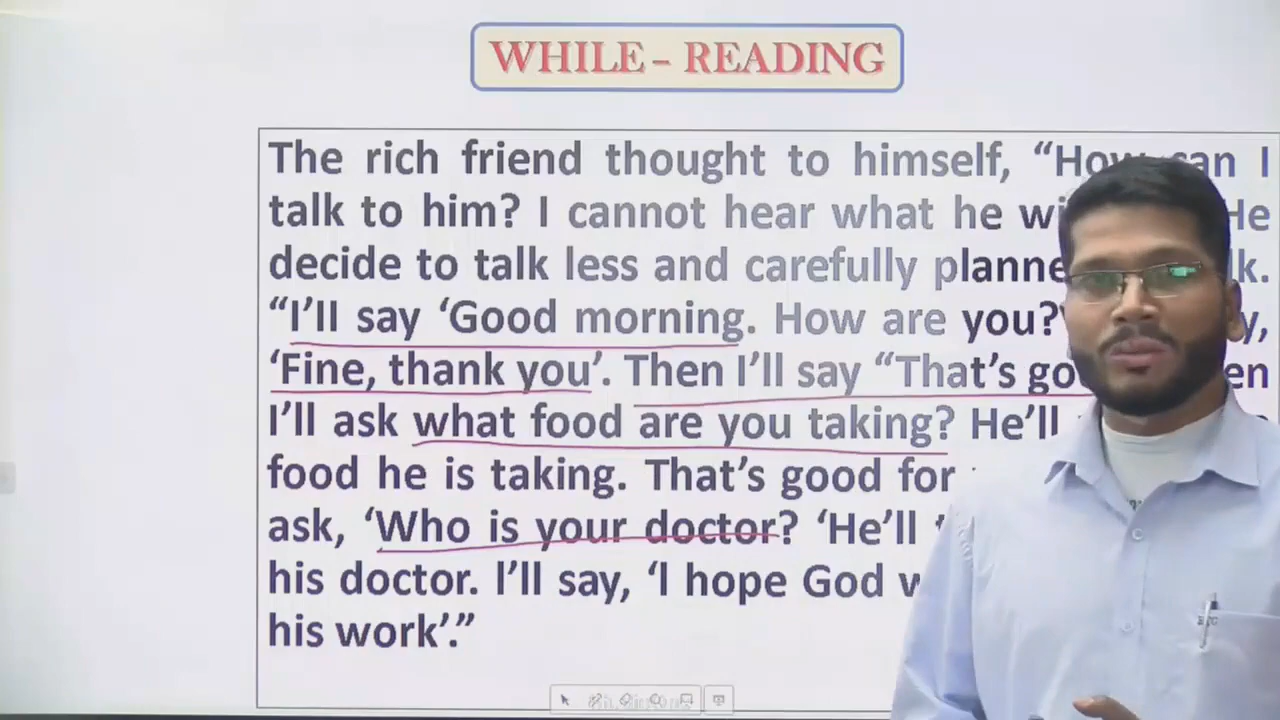 WHILE – READING
The rich friend thought to himself, “How can I
talk to him? I cannot hear what he He
decide to talk less and carefully
“I’ll say ‘Good morning. How are you?
‘Fine, thank you’. Then I’ll say “That’s
I’ll ask what food are you taking? He’ll
food he is taking. That’s good for
ask, ‘Who is your doctor? ‘He’ll
his doctor. I’ll say, ‘I hope God
his work’.”